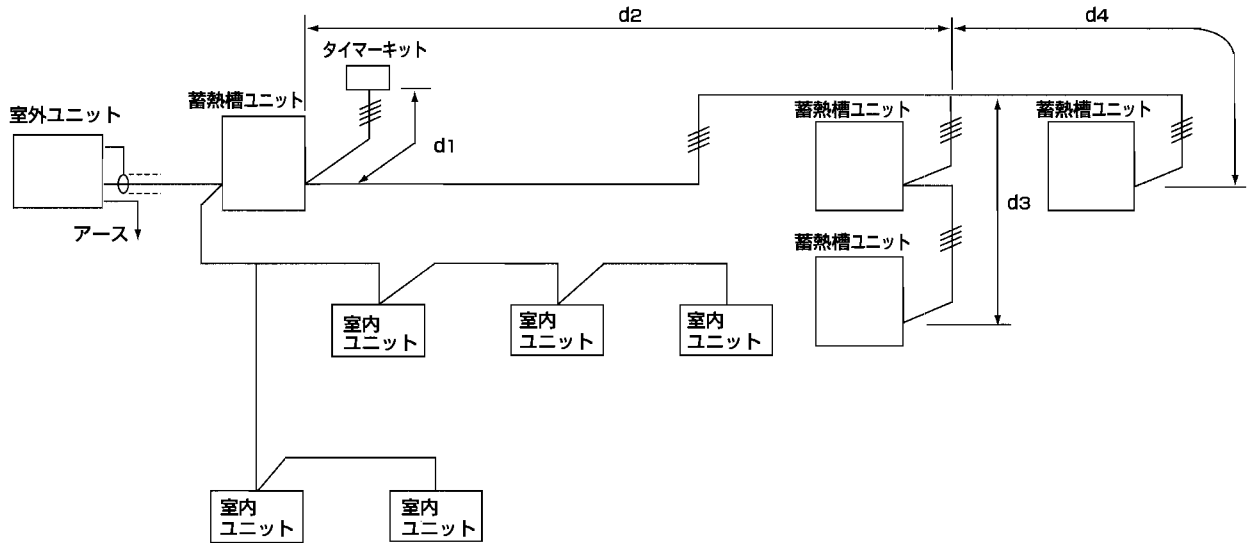 d2
d4
タイマーキット
蓄熱槽ユニット
室外ユニット
d1
アース
蓄熱槽ユニット
蓄熱槽ユニット
d3
蓄熱槽ユニット
室内
ユニット
室内
ユニット
室内
ユニット
室内
ユニット
室内
ユニット